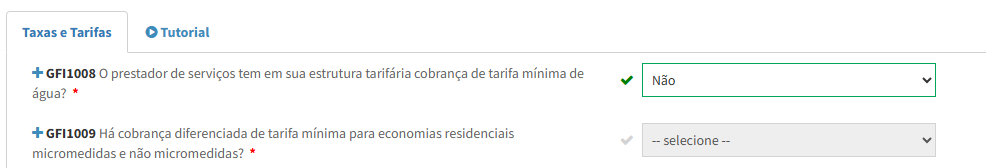 Taxas e Tarifas Tutorial
GFI1008 O prestador de serviços tem em sua estrutura tarifária cobrança de tarifa mínima de
água? * Não
GFI1009 Há cobrança diferenciada de tarifa mínima para economias residenciais
micromedidas e não micromedidas? * -- selecione --